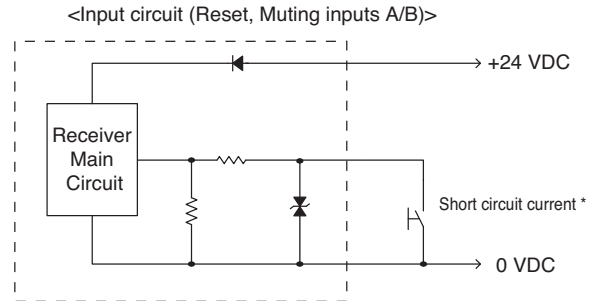 <Input circuit (Reset, Muting inputs A/B)>
+24 VDC
Receiver
Main
Circuit
Short circuit current *
0 VDC